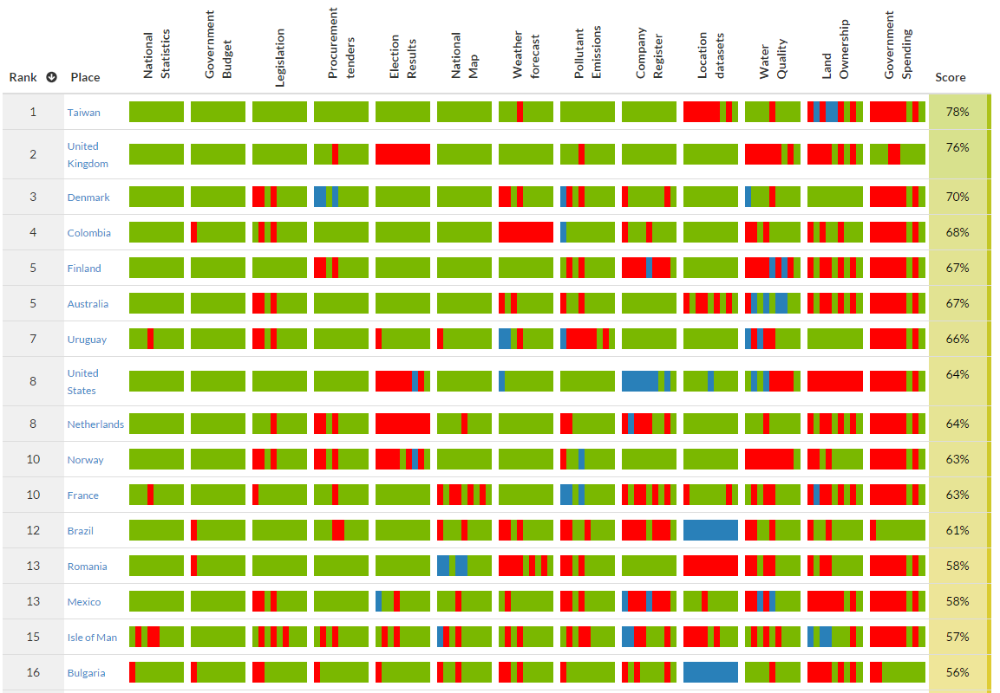 National
Statistics
Government
Budget
Legislation
Procurement
tenders
Election
Results
National
Map
Weather
forecast
Pollutant
Emissions
Company
Register
Location
datasets
Water
Quality
Land
Ownership
Government
Spending
Rank Place Score
1 Taiwan 78%
2 United
Kingdom 76%
3 Denmark 70%
4 Colombia 68%
5 Finland 67%
5 Australia 67%
7 Uruguay 66%
8 United
States 64%
8 Netherlands 64%
10 Norway 63%
10 France 63%
12 Brazil 61%
13 Romania 58%
13 Mexico 58%
15 Isle of Man 57%
16 Bulgaria 56%